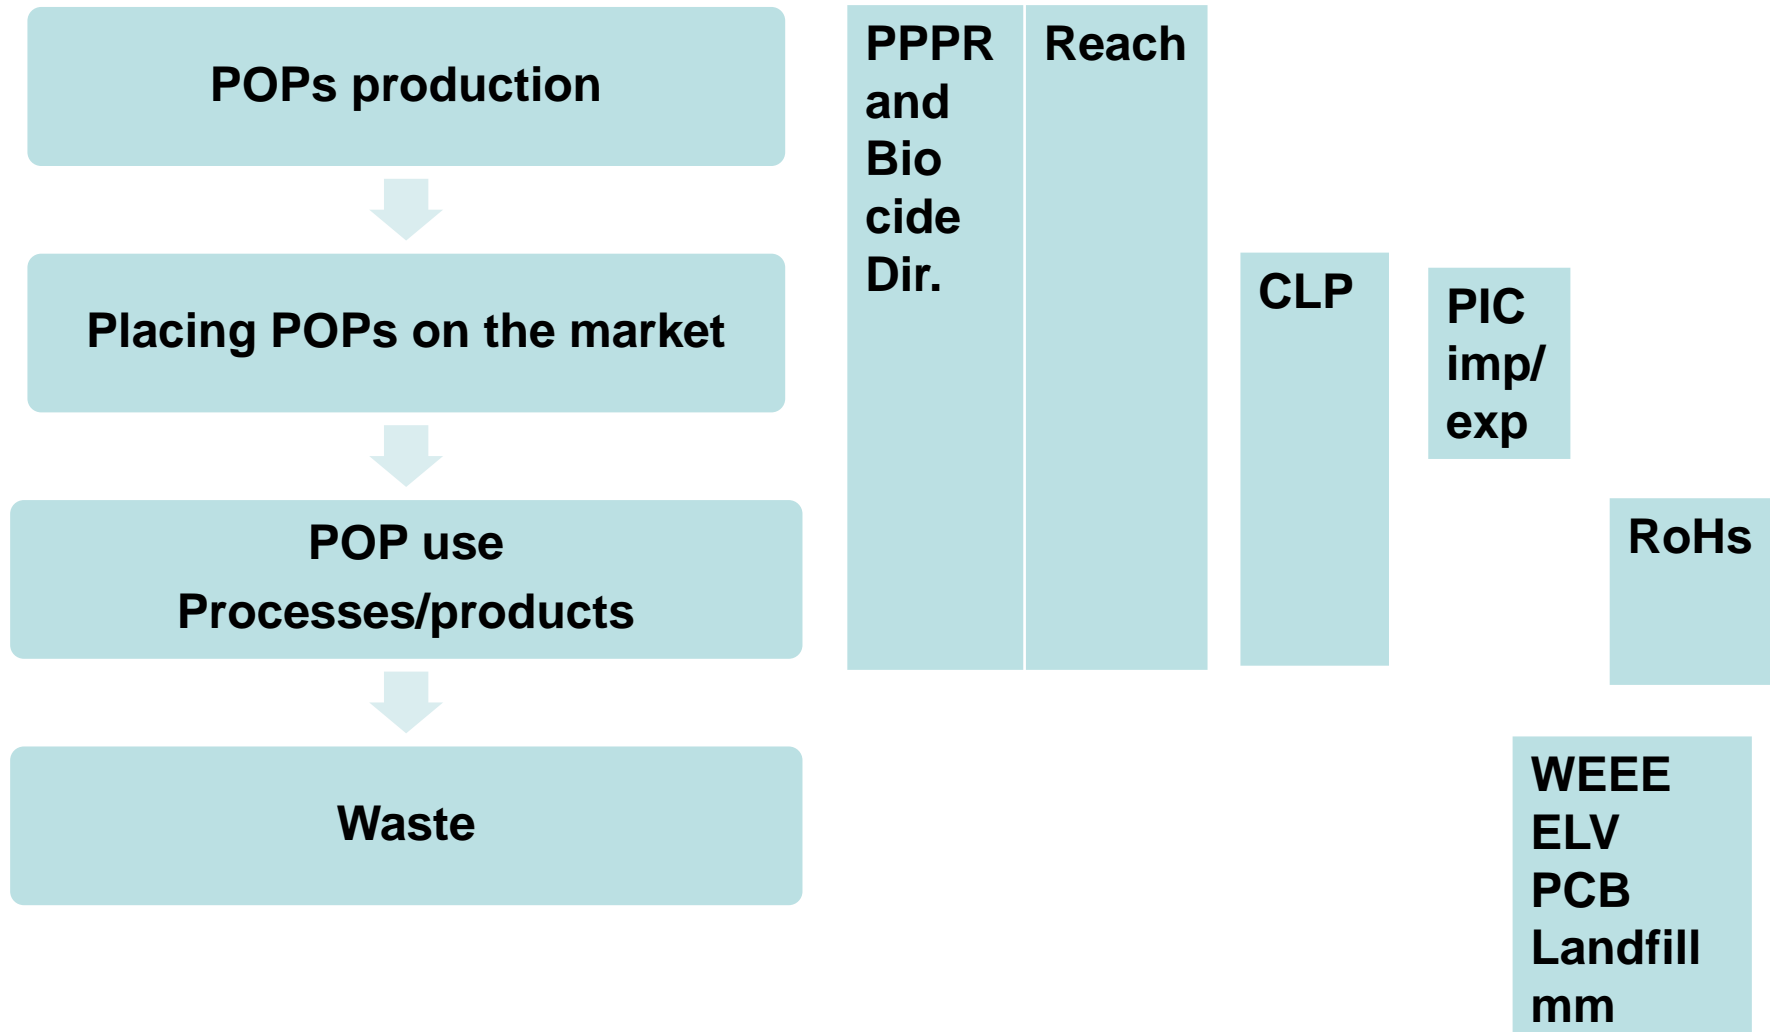 POPs production
Placing POPs on the market
POP use
Processes/products
Waste
PPPR
and
Bio
cide
Dir.
Reach
CLP
PIC
imp/
exp
RoHs
WEEE
ELV
PCB
Landfill
mm